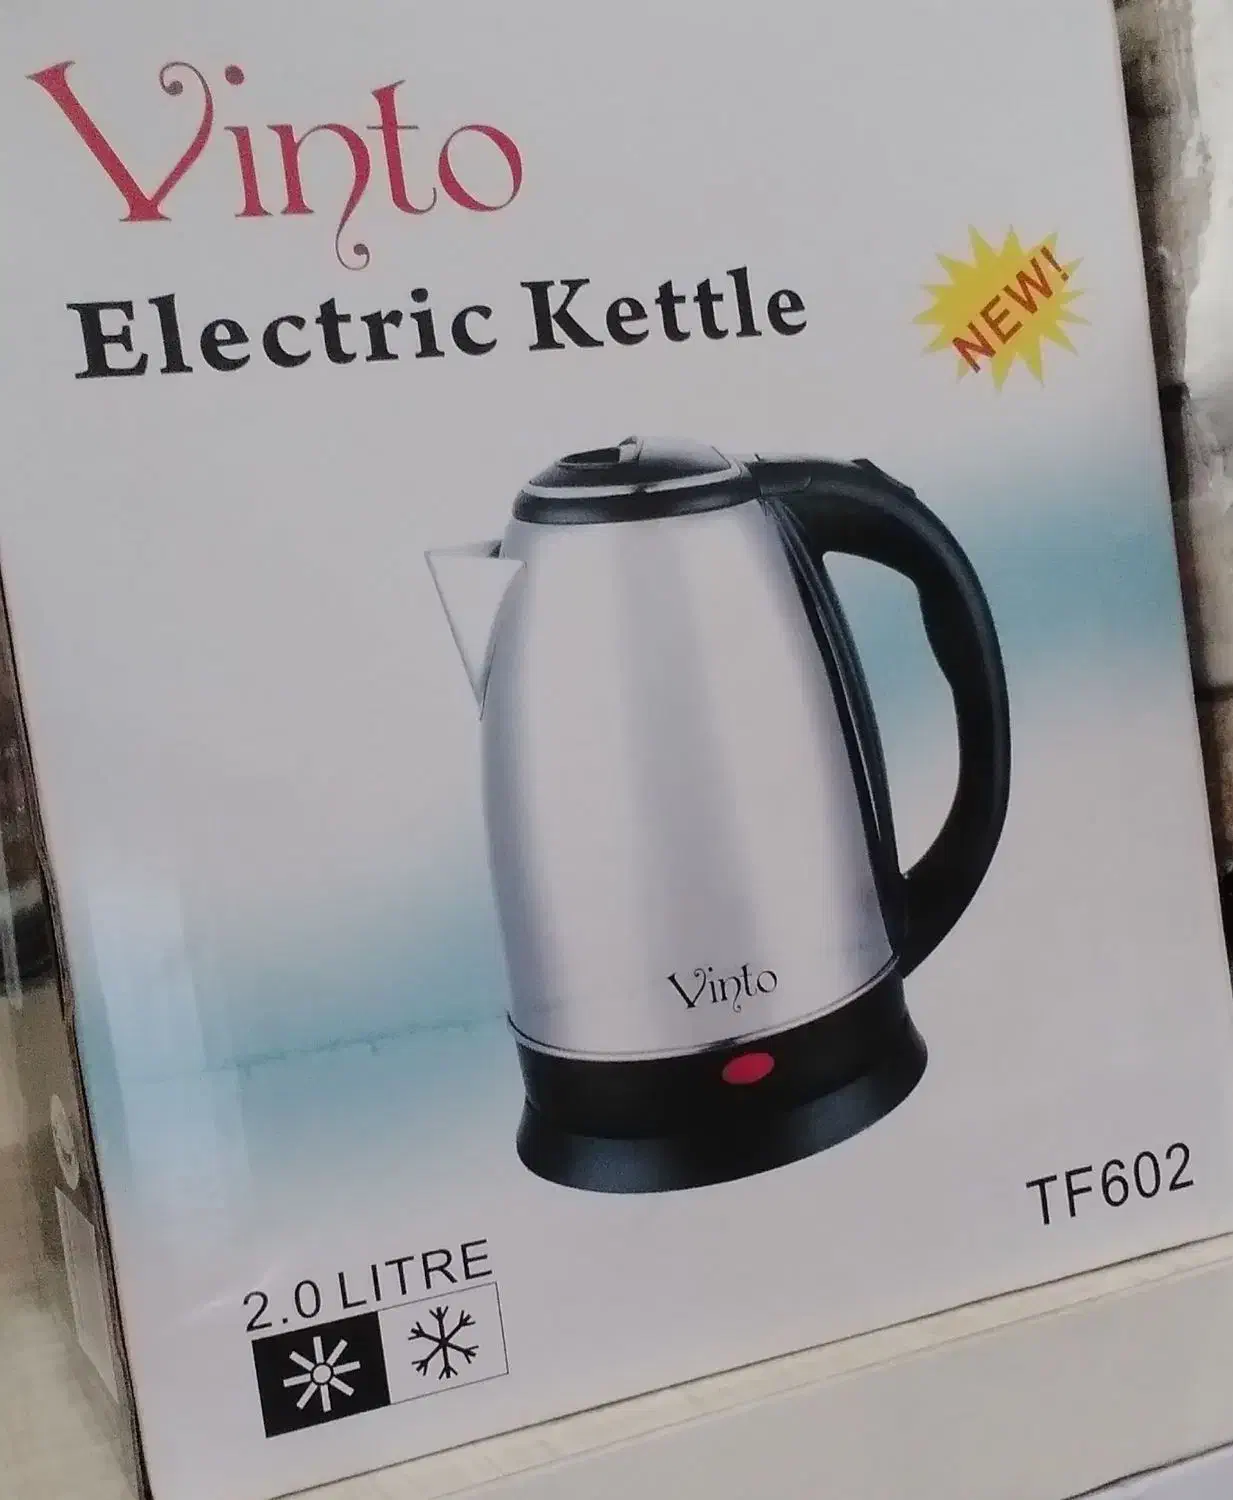 Vinto
Electric Kettle
NEW!
Vinto
TF602
2.0 LITRE